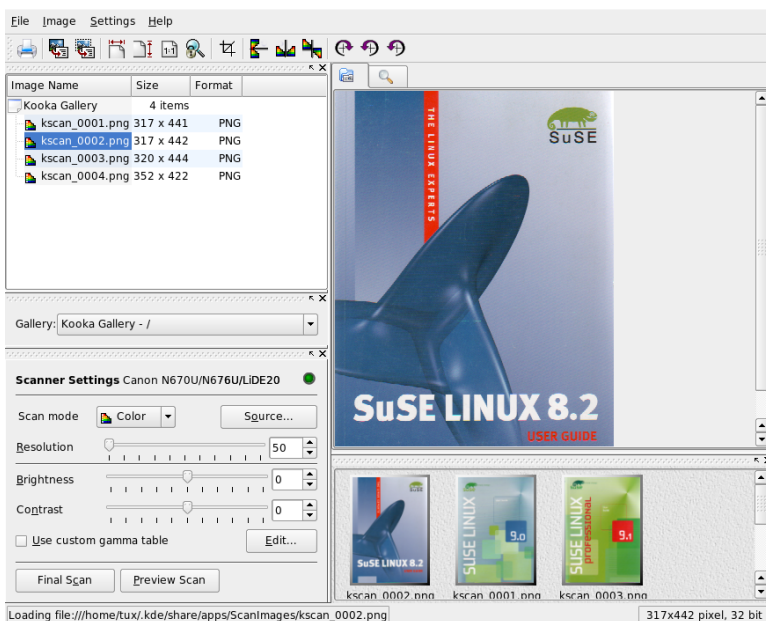 File Image Settings Help
1:1
Image Name Size Format
Kooka Gallery 4 items
kscan_0001.png 317 x 441 PNG
kscan_0002.png 317 x 442 PNG
kscan_0003.png 320 x 444 PNG
kscan_0004.png 352 x 422 PNG
Gallery: Kooka Gallery - /
Scanner Settings Canon N670U/N676U/LiDE20
Scan mode Color Source...
Resolution 50
Brightness 0
Contrast 0
Use custom gamma table Edit...
Final Scan Preview Scan
THE LINUX EXPERTS
SuSE
SuSE LINUX 8.2
USER GUIDE
SuSE LINUX 8.2
SUSE LINUX
9.0
SUSE LINUX
professional
9.1
kscan_0002.png kscan_0001.png kscan_0003.png
Loading file:///home/tux/.kde/share/apps/ScanImages/kscan_0002.png 317x442 pixel, 32 bit